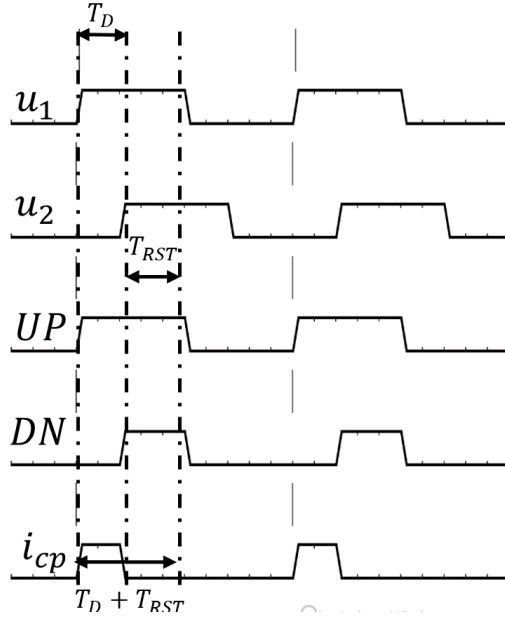 T_D
u_1
u_2
T_RST
UP
DN
i_cp
T_D + T_RST